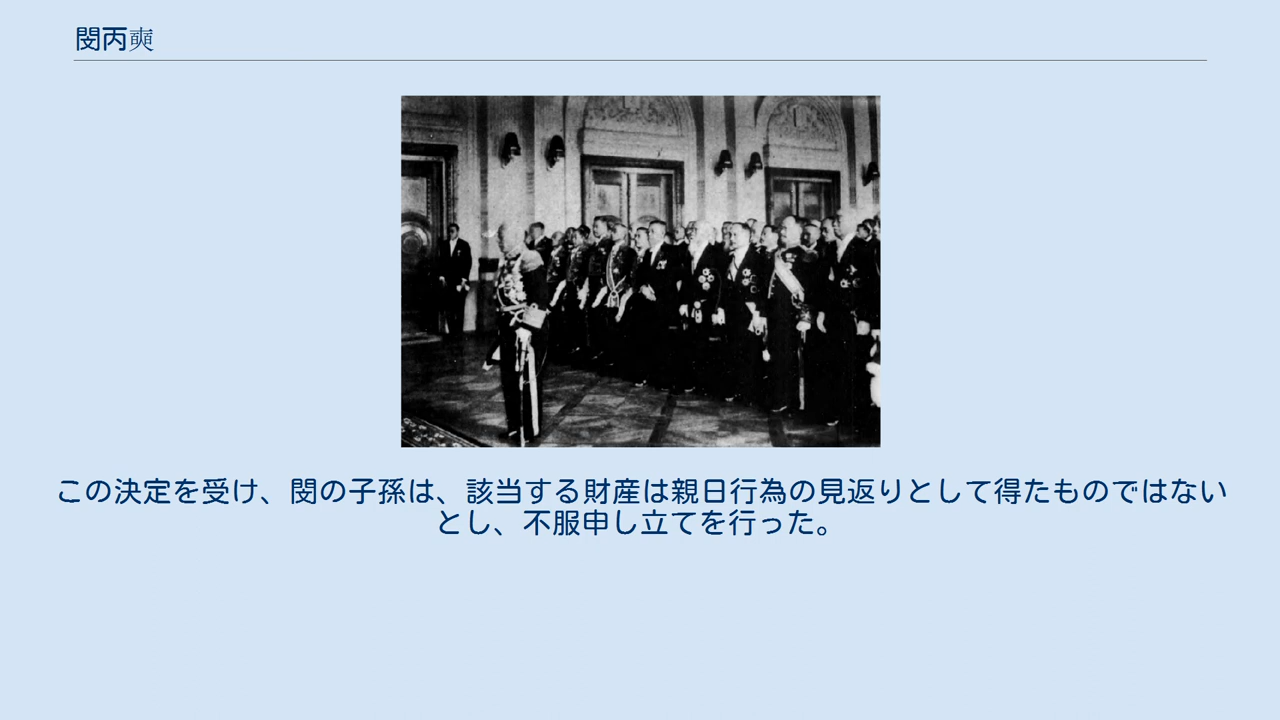 閔丙奭
この決定を受け、閔の子孫は、該当する財産は親日行為の見返りとして得たものではない
とし、不服申し立てを行った。